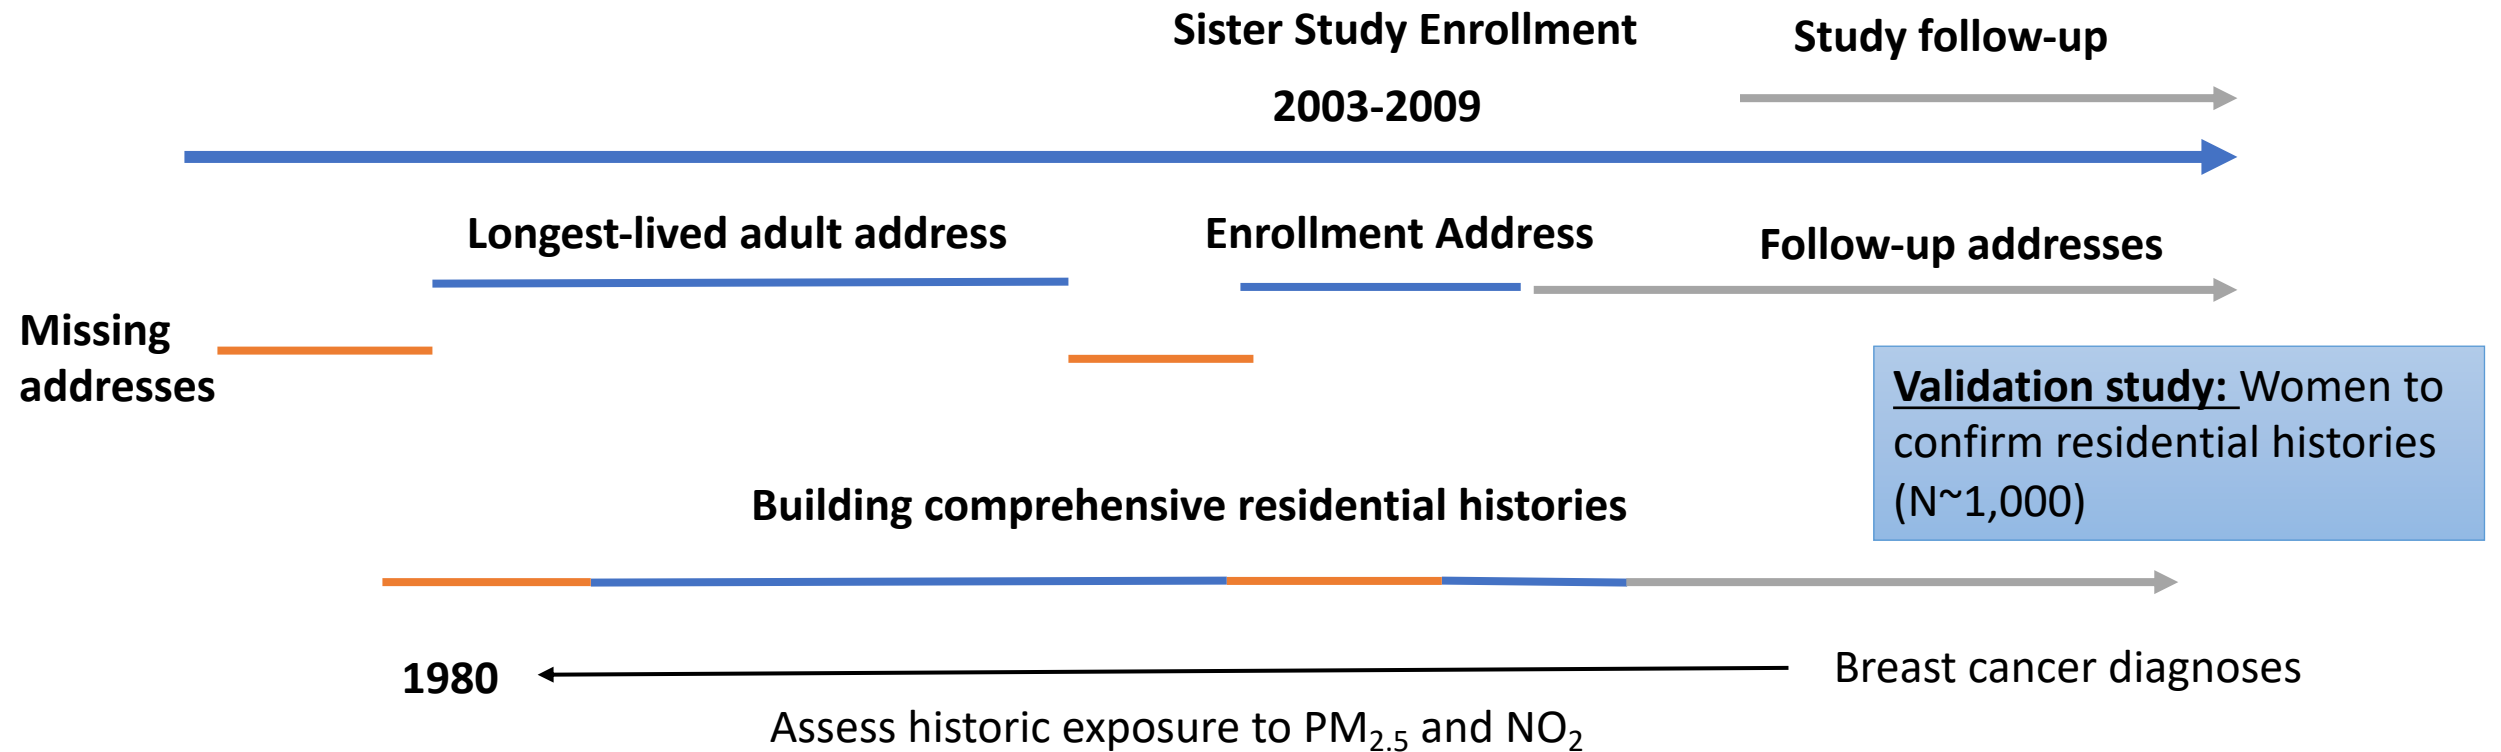 Sister Study Enrollment
2003-2009
Study follow-up
Longest-lived adult address
Enrollment Address
Follow-up addresses
Missing
addresses
Validation study: Women to
confirm residential histories
(N~1,000)
Building comprehensive residential histories
1980
Breast cancer diagnoses
Assess historic exposure to PM₂.₅ and NO₂